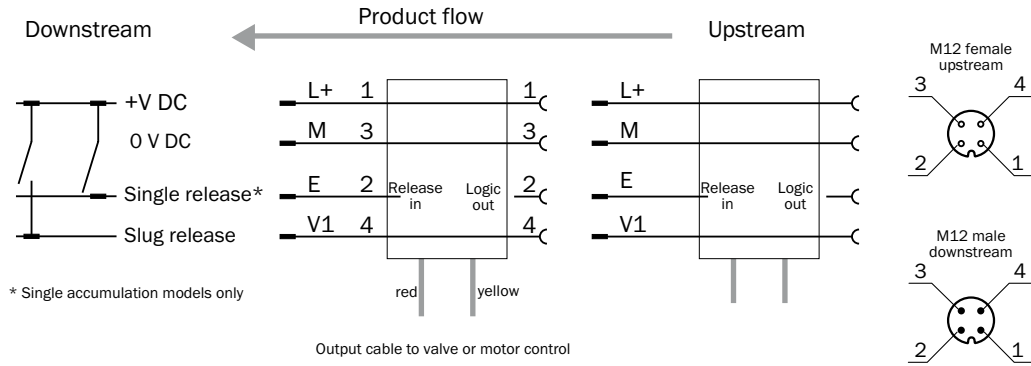 Product flow
Downstream
Upstream
M12 female
upstream
3 4
2 1
+V DC
0 V DC
Single release*
Slug release
* Single accumulation models only
L+ 1 1
M 3 3
E 2 Release in Logic out 2
V1 4 4
red yellow
Output cable to valve or motor control
L+
M
E Release in Logic out
V1
M12 male
downstream
3 4
2 1